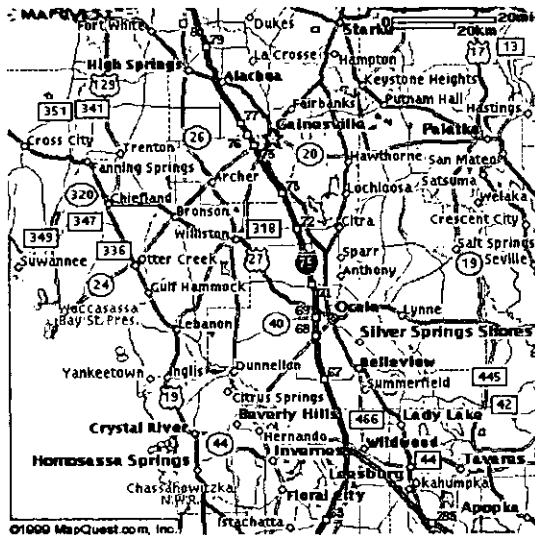 MAPQUEST
Dukes
Starke
0 20mi
20km
Fort White
79
La Crosse
Hampton
17
13
High Springs
129
Alachua
Keystone Heights
Fairbanks
Putnam Hall
Hastings
351
341
77
Gainesville
Palatka
Cross City
Trenton
26
76
75
20
Hawthorne
San Mateo
Fanning Springs
Archer
Satsuma
Welaka
320
Chiefland
Lochloosa
347
Bronson
72
Citra
Crescent City
349
318
Williston
Salt Springs
336
Sparr
Suwannee
Otter Creek
27
Anthony
19
Seville
24
Gulf Hammock
71
Waccasassa
Bay St. Pres.
Ocala
Lynne
Lebanon
40
69
68
Silver Springs Shores
Yankeetown
Inglis
Dunnellon
Belleview
67
445
19
Citrus Springs
Summerfield
42
Beverly Hills
466
Lady Lake
Crystal River
44
Hernando
Wildwood
Homosassa Springs
Inverness
44
Tavares
Leesburg
Okahumpka
Chassahowitzka
N.W.R.
Floral City
Apopka
Istachatta
63
285
©1999 MapQuest.com, Inc.